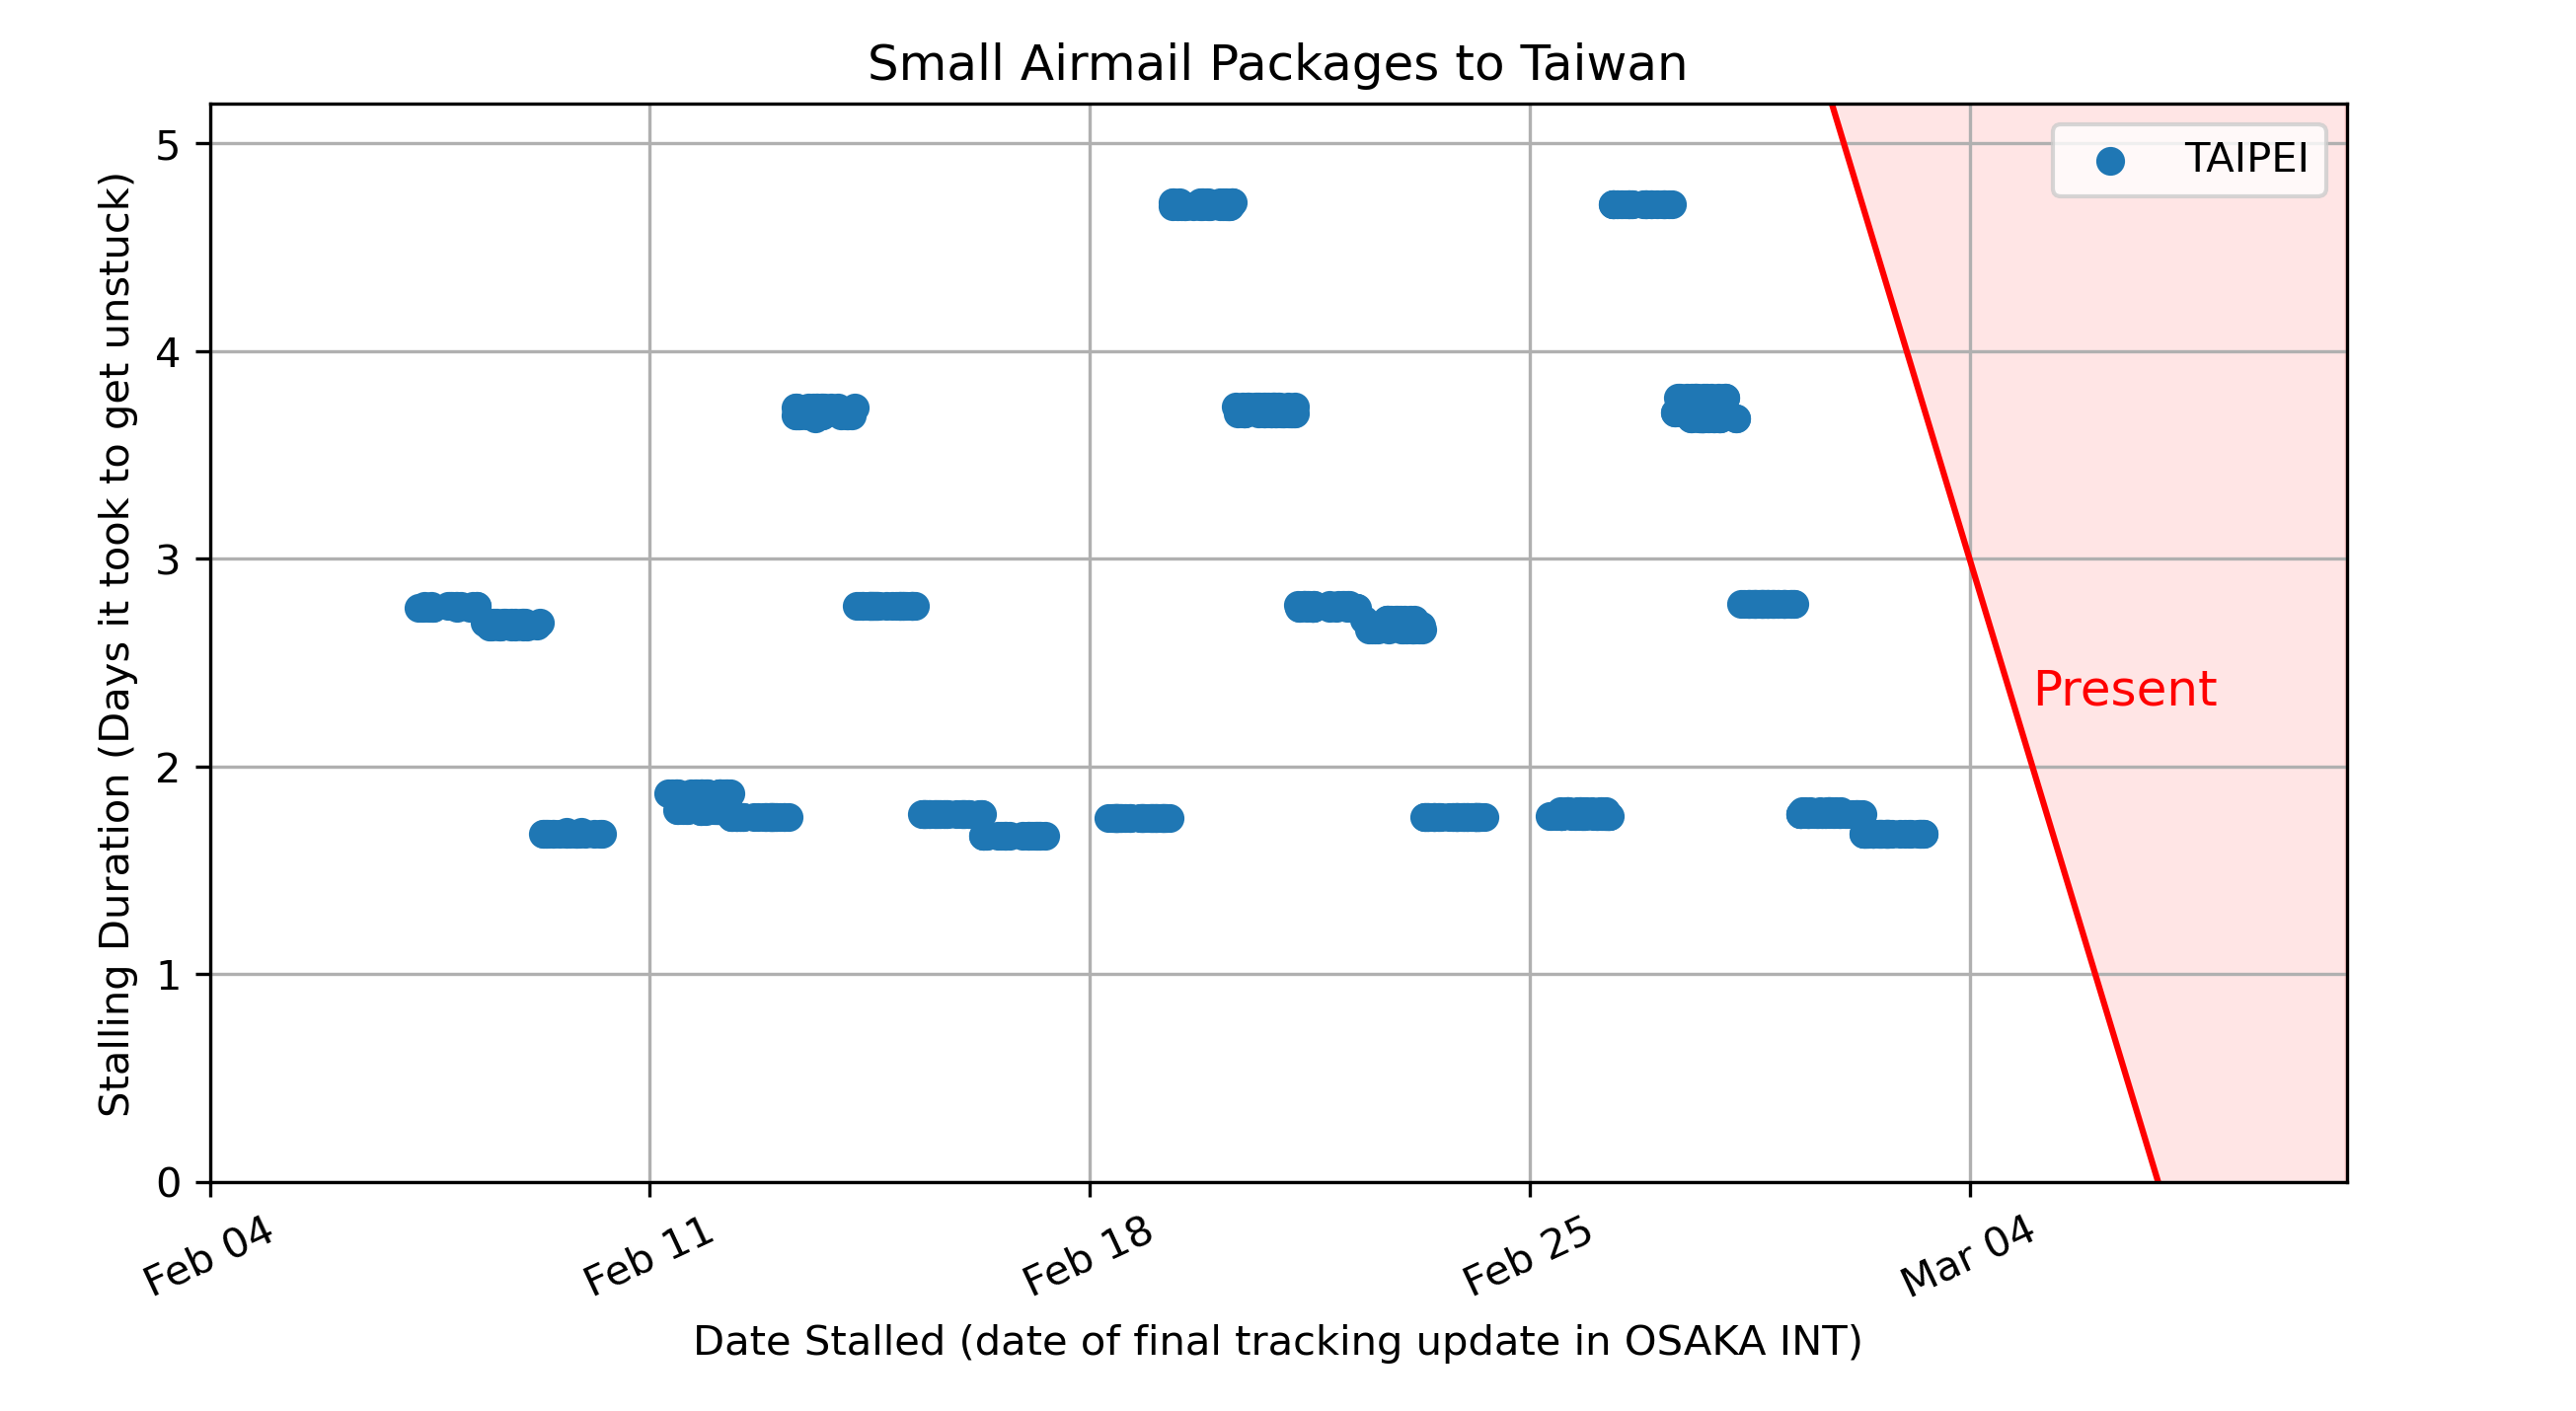 Small Airmail Packages to Taiwan
TAIPEI
Present
Stalling Duration (Days it took to get unstuck)
5
4
3
2
1
0
Feb 04
Feb 11
Feb 18
Feb 25
Mar 04
Date Stalled (date of final tracking update in OSAKA INT)